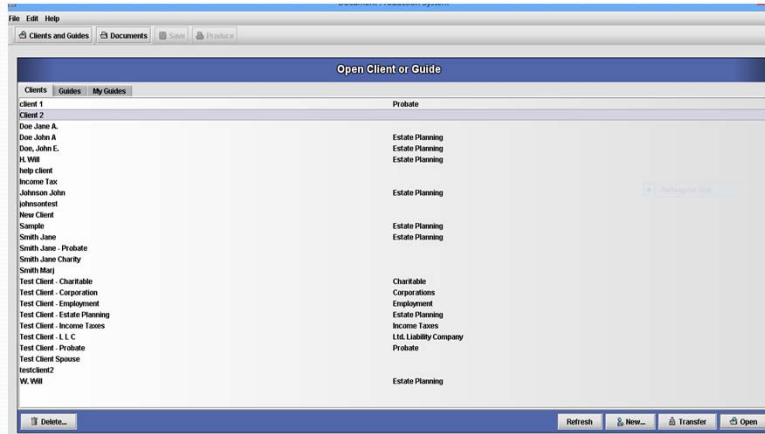 File Edit Help
Clients and Guides Documents Save Produce
Open Client or Guide
Clients Guides My Guides
client 1 Probate
Client 2
Doe Jane A.
Doe John A Estate Planning
Doe, John E. Estate Planning
H. Will Estate Planning
help client
Income Tax
Johnson John Estate Planning
johnsontest
New Client
Sample Estate Planning
Smith Jane Estate Planning
Smith Jane - Probate
Smith Jane Charity
Smith Marj
Test Client - Charitable Charitable
Test Client - Corporation Corporations
Test Client - Employment Employment
Test Client - Estate Planning Estate Planning
Test Client - Income Taxes Income Taxes
Test Client - L L C Ltd. Liability Company
Test Client - Probate Probate
Test Client Spouse
testclient2
W. Will Estate Planning
Delete... Refresh New... Transfer Open